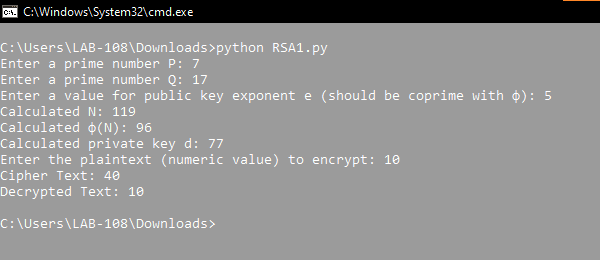 C:\Windows\System32\cmd.exe
C:\Users\LAB-108\Downloads>python RSA1.py
Enter a prime number P: 7
Enter a prime number Q: 17
Enter a value for public key exponent e (should be coprime with φ): 5
Calculated N: 119
Calculated φ(N): 96
Calculated private key d: 77
Enter the plaintext (numeric value) to encrypt: 10
Cipher Text: 40
Decrypted Text: 10
C:\Users\LAB-108\Downloads>